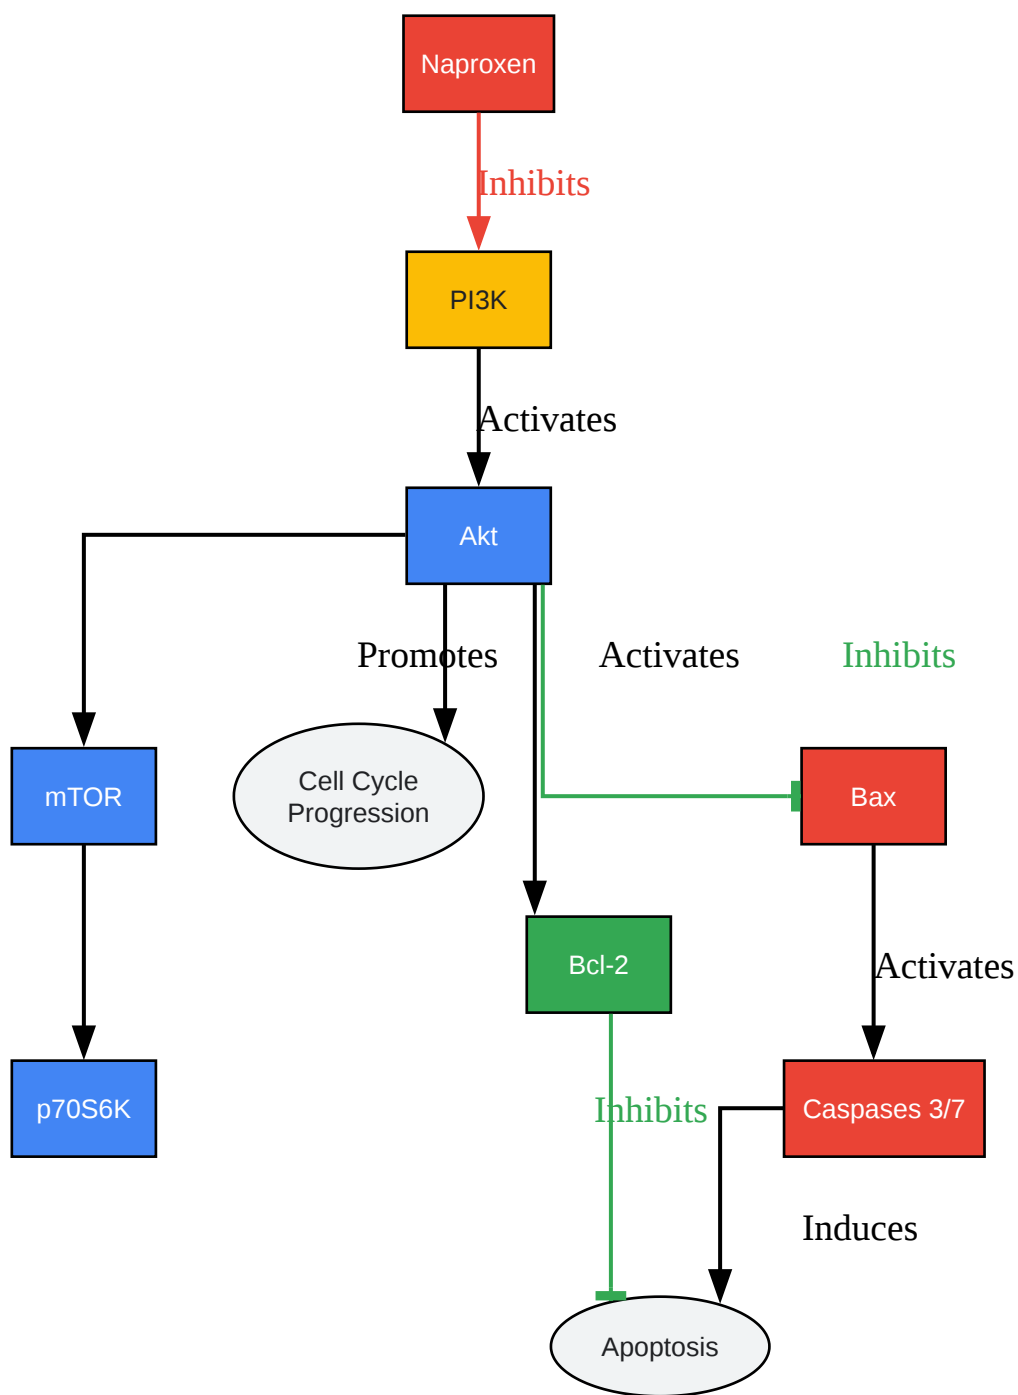 Naproxen
Inhibits
PI3K
Activates
Akt
Promotes
Activates
Inhibits
mTOR
Cell Cycle
Progression
Bax
Bcl-2
Activates
p70S6K
Inhibits
Caspases 3/7
Induces
Apoptosis